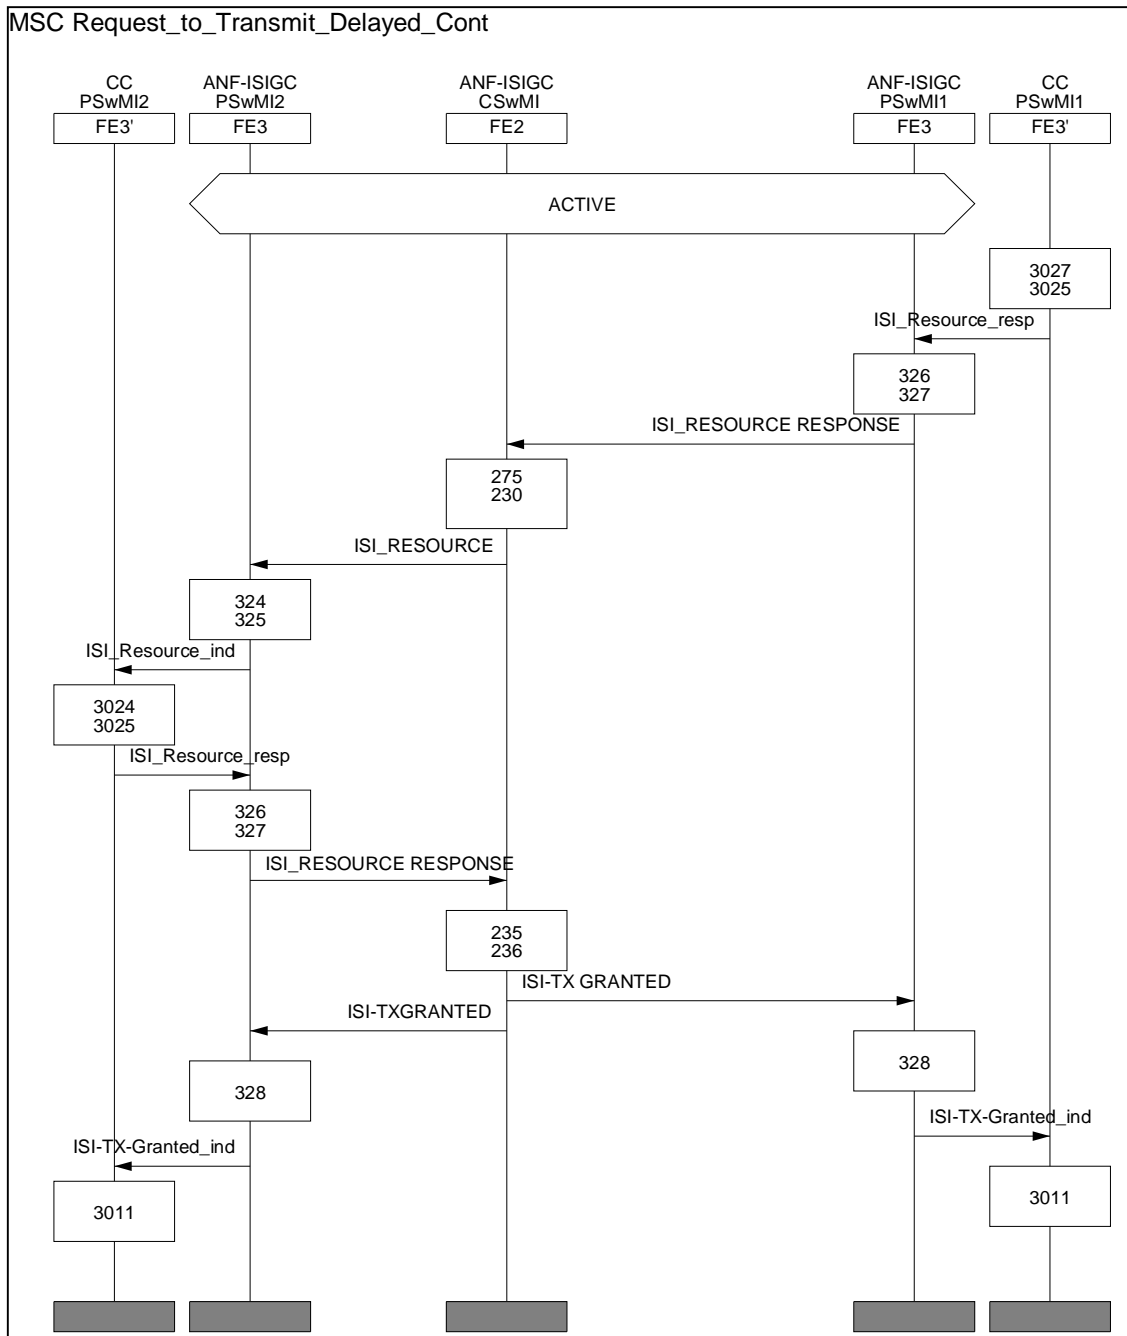 MSC Request_to_Transmit_Delayed_Cont
CC
PSwMI2
FE3'
ANF-ISIGC
PSwMI2
FE3
ANF-ISIGC
CSwMI
FE2
ANF-ISIGC
PSwMI1
FE3
CC
PSwMI1
FE3'
ACTIVE
3027
3025
ISI_Resource_resp
326
327
ISI_RESOURCE RESPONSE
275
230
ISI_RESOURCE
324
325
ISI_Resource_ind
3024
3025
ISI_Resource_resp
326
327
ISI_RESOURCE RESPONSE
235
236
ISI-TX GRANTED
ISI-TXGRANTED
328
328
ISI-TX-Granted_ind
ISI-TX-Granted_ind
3011
3011